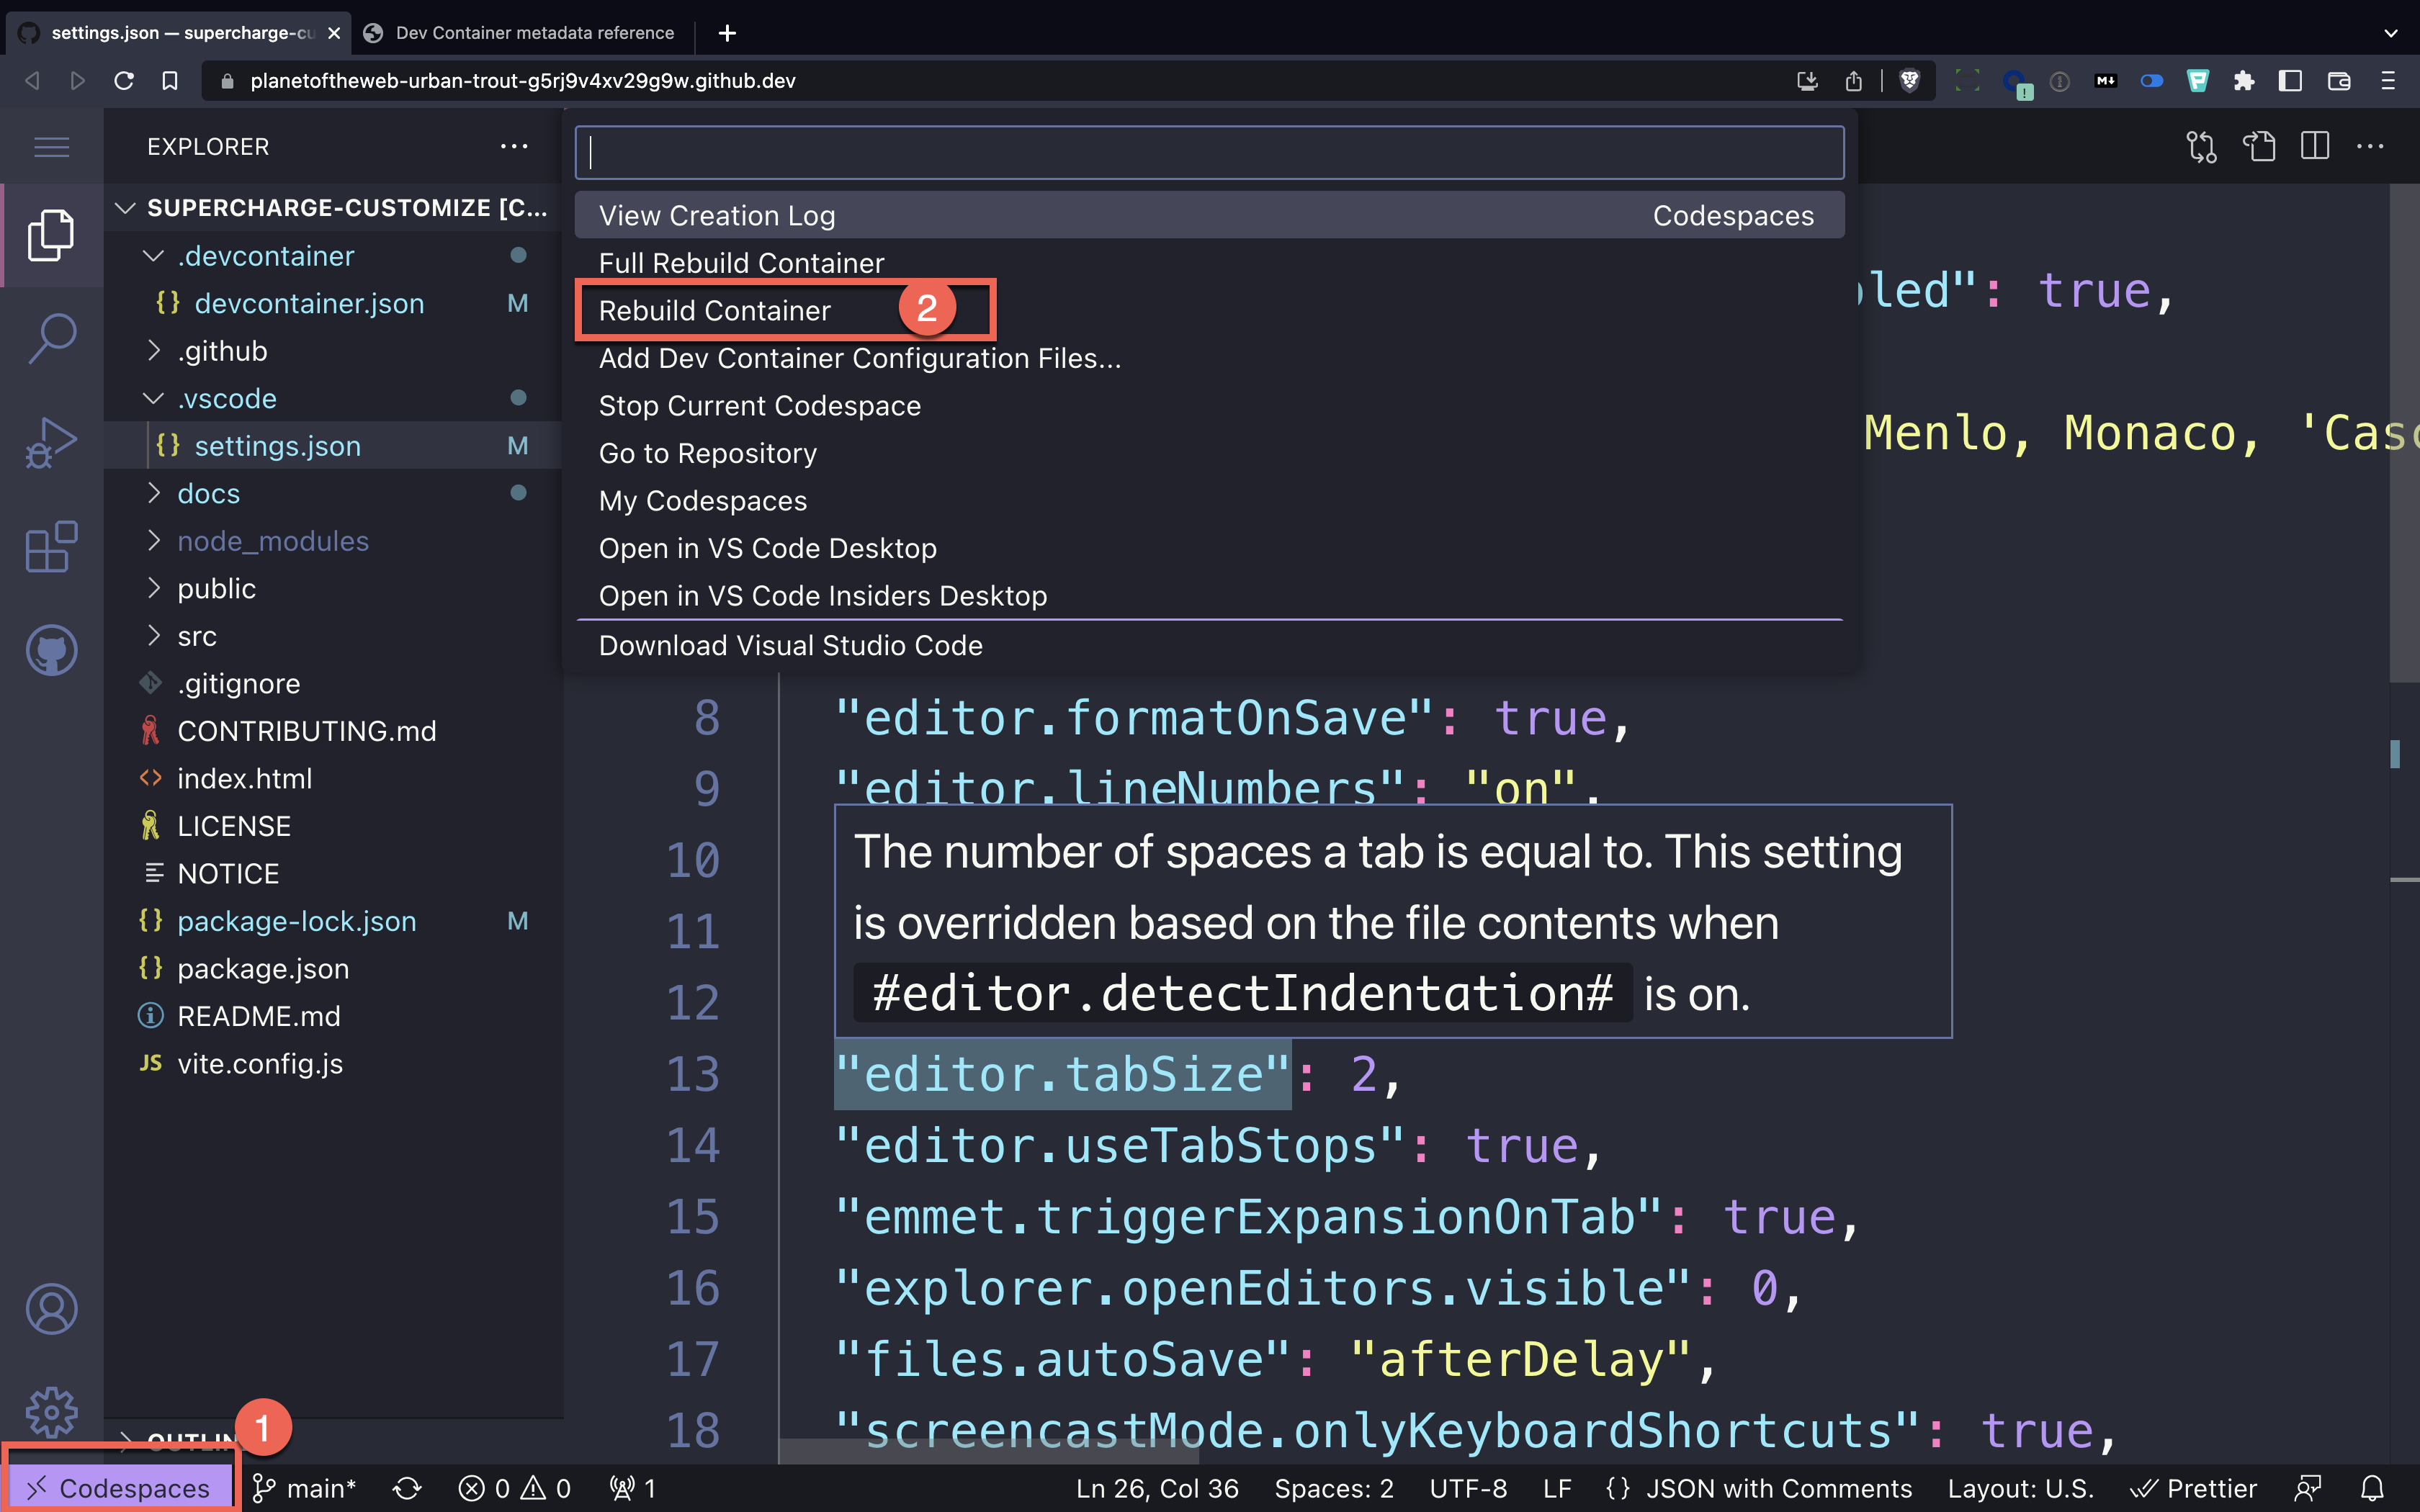 settings.json — supercharge-cu
Dev Container metadata reference
planetoftheweb-urban-trout-g5rj9v4xv29g9w.github.dev
M↓
EXPLORER
SUPERCHARGE-CUSTOMIZE [C...
.devcontainer
devcontainer.json M
.github
.vscode
settings.json M
docs
node_modules
public
src
.gitignore
CONTRIBUTING.md
index.html
LICENSE
NOTICE
package-lock.json M
package.json
README.md
JS vite.config.js
OUTLIN
1
View Creation Log Codespaces
Full Rebuild Container
Rebuild Container 2
Add Dev Container Configuration Files...
Stop Current Codespace
Go to Repository
My Codespaces
Open in VS Code Desktop
Open in VS Code Insiders Desktop
Download Visual Studio Code
led": true,
Menlo, Monaco, 'Casc
8 "editor.formatOnSave": true,
9 "editor.lineNumbers": "on",
10
11
12
The number of spaces a tab is equal to. This setting
is overridden based on the file contents when
#editor.detectIndentation# is on.
13 "editor.tabSize": 2,
14 "editor.useTabStops": true,
15 "emmet.triggerExpansionOnTab": true,
16 "explorer.openEditors.visible": 0,
17 "files.autoSave": "afterDelay",
18 "screencastMode.onlyKeyboardShortcuts": true,
Codespaces main* 0 0 1 Ln 26, Col 36 Spaces: 2 UTF-8 LF {} JSON with Comments Layout: U.S. Prettier